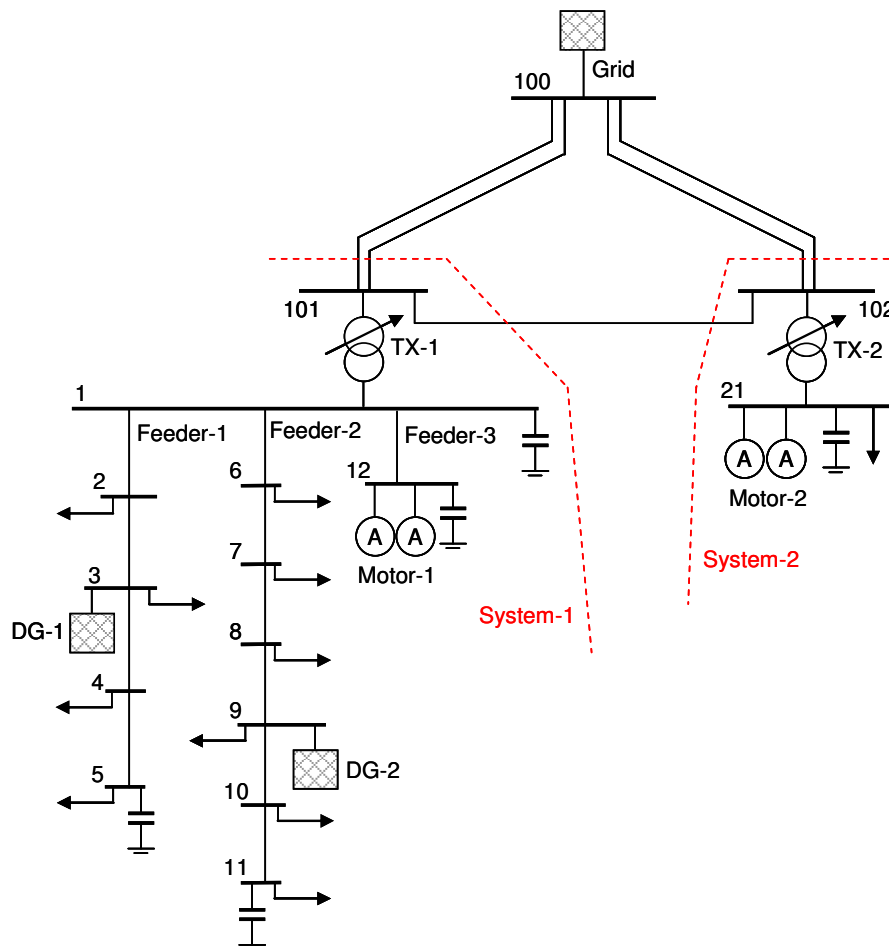 Grid
100
101
102
TX-1
TX-2
1
21
Feeder-1
Feeder-2
Feeder-3
2
6
12
A A
A A
Motor-2
7
Motor-1
System-2
3
System-1
DG-1
8
4
9
DG-2
5
10
11